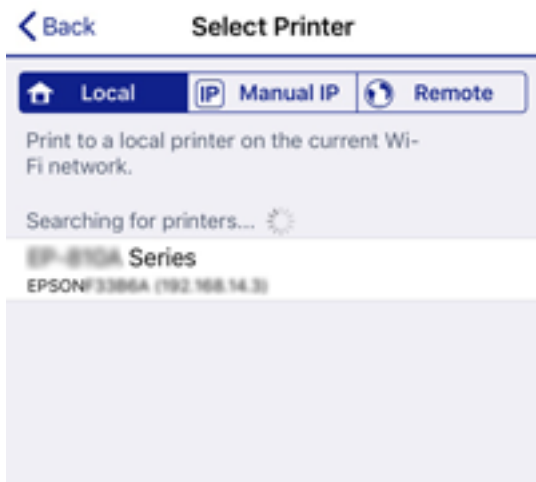 Back
Select Printer
Local
IP Manual IP
Remote
Print to a local printer on the current Wi-
Fi network.
Searching for printers...
Series
EPSON